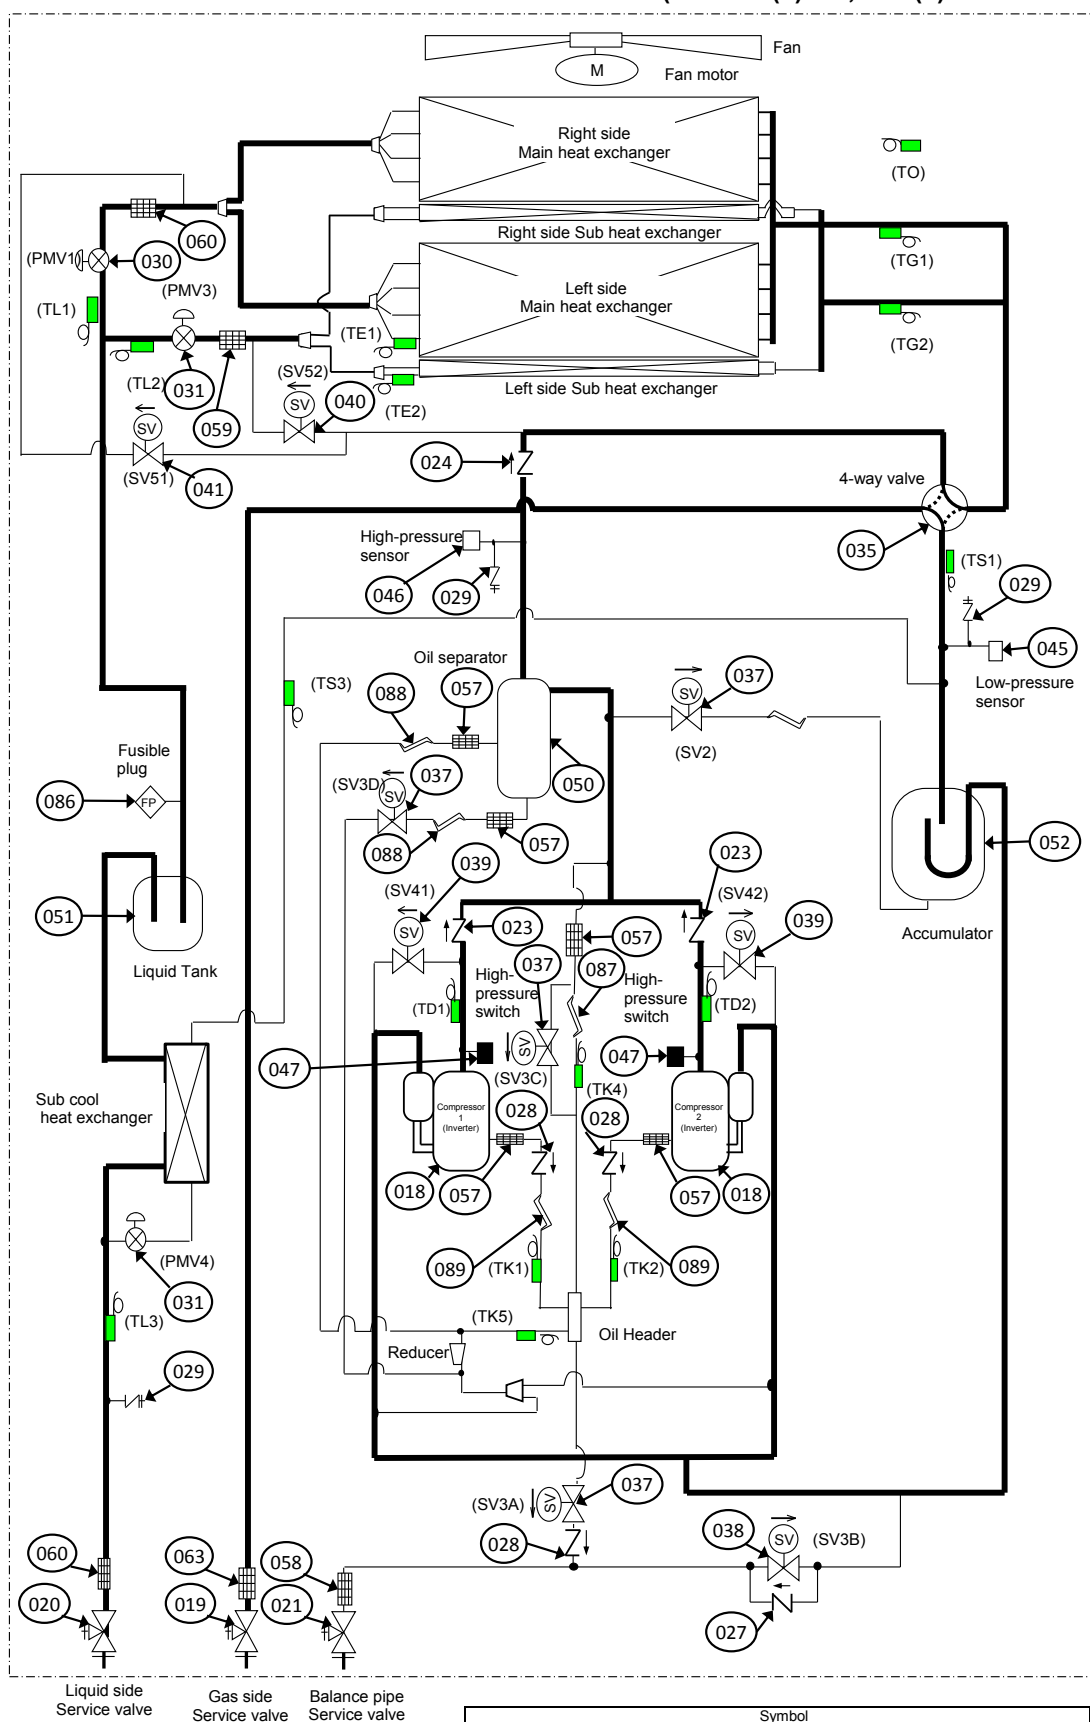 Fan
M
Fan motor
Right side
Main heat exchanger
(TO)
060
Right side Sub heat exchanger
(PMV1
030
(TG1)
(PMV3)
Left side
Main heat exchanger
(TL1)
(TE1)
(TG2)
(SV52)
Left side Sub heat exchanger
(TL2)
031
059
SV
040
(TE2)
SV
(SV51)
041
024
4-way valve
High-pressure
sensor
035
046
029
(TS1)
029
045
Low-pressure
sensor
Oil separator
(TS3)
088
057
SV
037
(SV2)
Fusible
plug
(SV3D)
SV
037
050
086
FP
088
057
052
039
023
(SV41)
(SV42)
051
SV
023
057
SV
039
Accumulator
Liquid Tank
High-
pressure
switch
037
087
High-
pressure
switch
(TD1)
(TD2)
047
SV
(SV3C)
047
(TK4)
Sub cool
heat exchanger
Compressor
1
(Inverter)
028
028
Compressor
2
(Inverter)
018
057
057
018
(PMV4)
089
(TK1)
(TK2)
089
031
(TL3)
(TK5)
Oil Header
Reducer
029
(SV3A)
SV
037
038
SV
(SV3B)
028
060
063
058
020
019
021
027
Liquid side
Service valve
Gas side
Service valve
Balance pipe
Service valve
Symbol